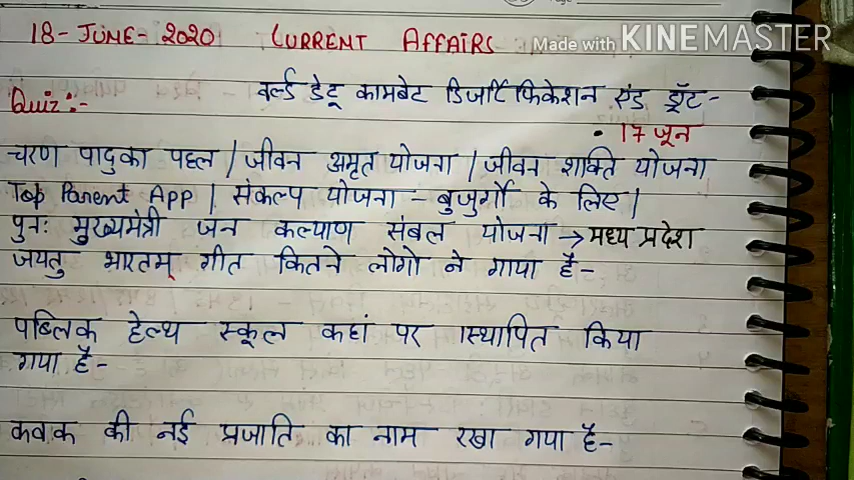 18-JUNE-2020 CURRENT AFFAIRS
Made with KINEMASTER
Quiz :- वर्ल्ड डेटू कामबेट डिजर्टिफिकेशन एंड ड्रॉट-
• 17 जून
चरण पादुका पहल / जीवन अमृत योजना / जीवन शक्ति योजना
Top Parent App | संकल्प योजना - बुजुर्गो के लिए |
पुनः मुख्यमंत्री जन कल्याण संबल योजना → मध्य प्रदेश
जयतु भारतम् गीत कितने लोगो ने गाया है-
पब्लिक हेल्थ स्कूल कहां पर स्थापित किया
गया है-
कवक की नई प्रजाति का नाम रखा गया है-